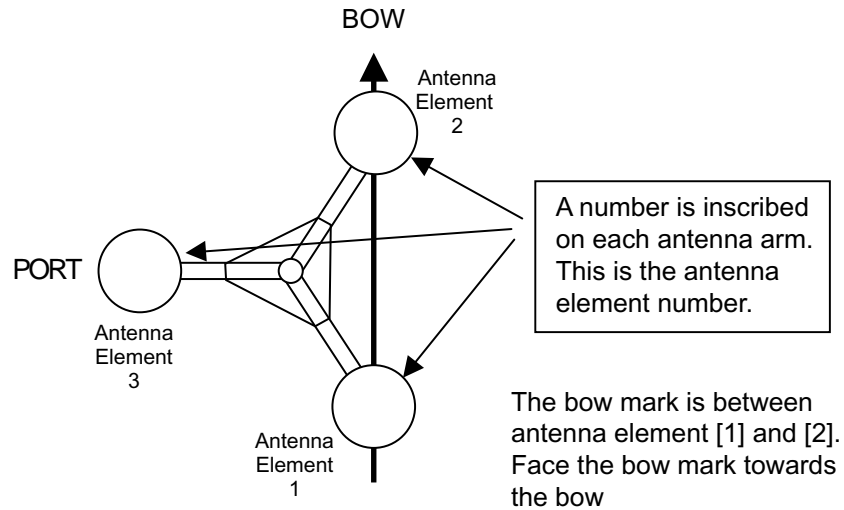 BOW
Antenna
Element
2
A number is inscribed
on each antenna arm.
This is the antenna
element number.
PORT
Antenna
Element
3
The bow mark is between
antenna element [1] and [2].
Face the bow mark towards
the bow
Antenna
Element
1